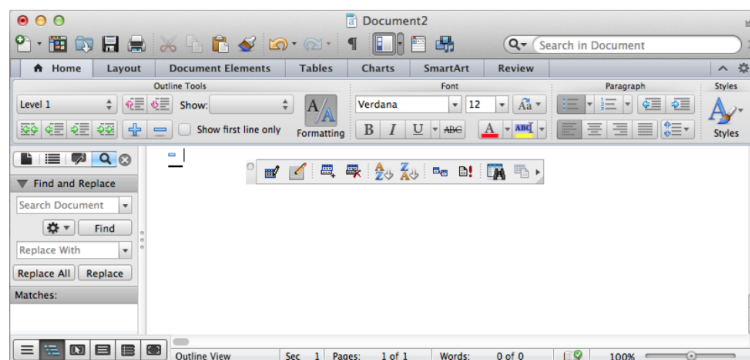 Document2
Search in Document
Home Layout Document Elements Tables Charts SmartArt Review
Outline Tools Font Paragraph Styles
Level 1 Show: Verdana 12 Aa
Show first line only Formatting B I U ABC A ABC Styles
Find and Replace
Search Document
Find
Replace With
Replace All Replace
Matches:
Outline View Sec 1 Pages: 1 of 1 Words: 0 of 0 100%